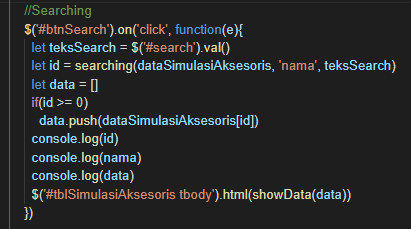 //Searching
$('#btnSearch').on('click', function(e){
let teksSearch = $('#search').val()
let id = searching(dataSimulasiAksesoris, 'nama', teksSearch)
let data = []
if(id >= 0)
data.push(dataSimulasiAksesoris[id])
console.log(id)
console.log(nama)
console.log(data)
$('#tblSimulasiAksesoris tbody').html(showData(data))
})